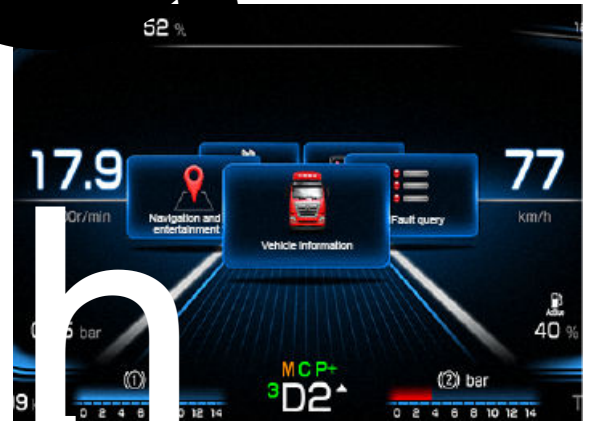 62 %
17.9
77
r/min
km/h
Navigation and
entertainment
Vehicle information
Fault query
bar
Active
40 %
M C P+
3 D2
(1)
(2) bar
0 2 4 6 10 12 14
0 2 4 6 8 10 12 14
h